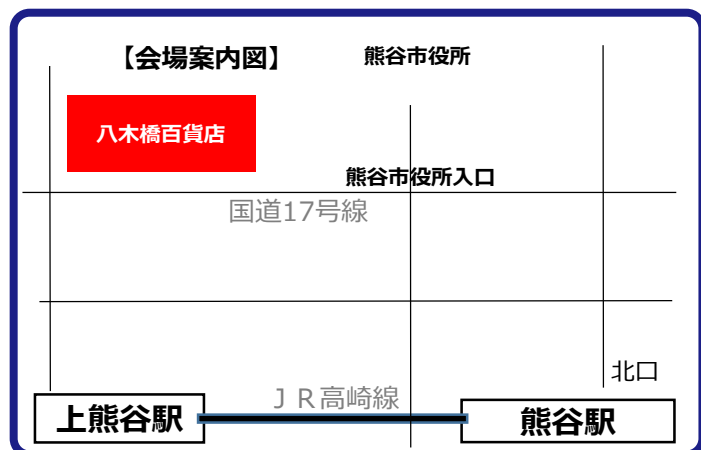 【会場案内図】
熊谷市役所
八木橋百貨店
熊谷市役所入口
国道17号線
北口
ＪＲ高崎線
上熊谷駅
熊谷駅